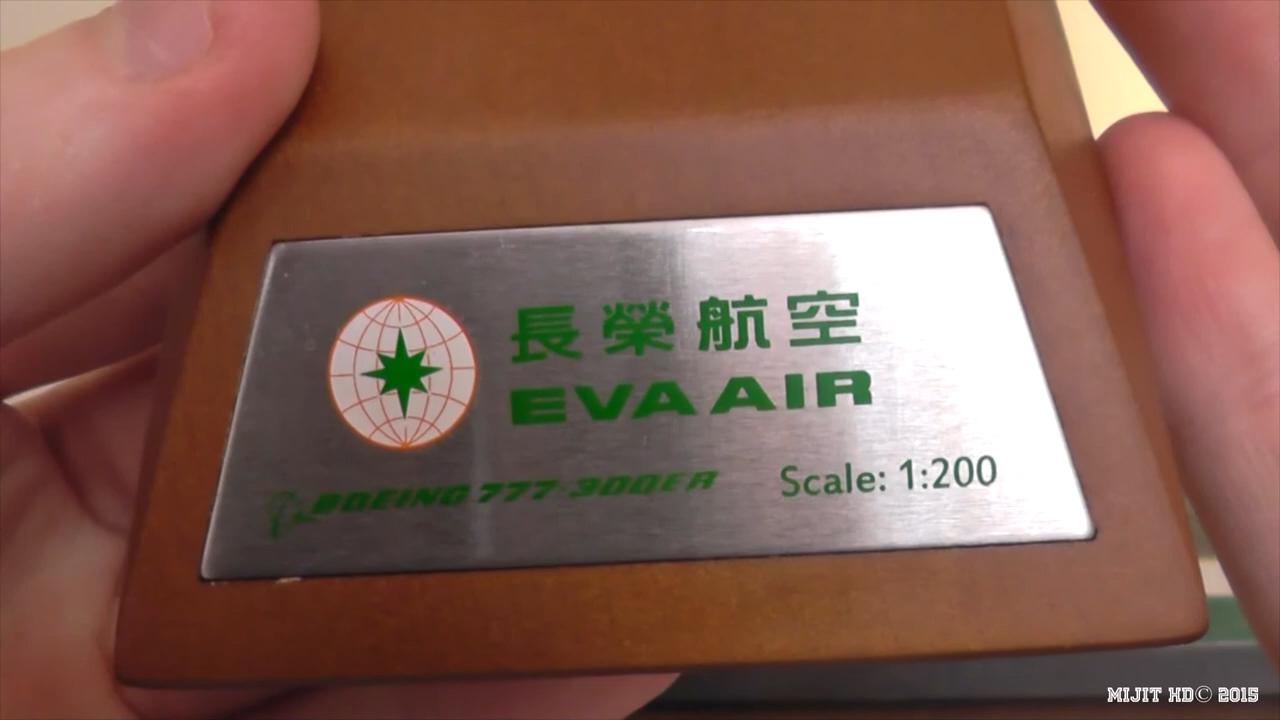 長榮航空
EVA AIR
BOEING 777-300ER
Scale: 1:200
MIJIT HD© 2015